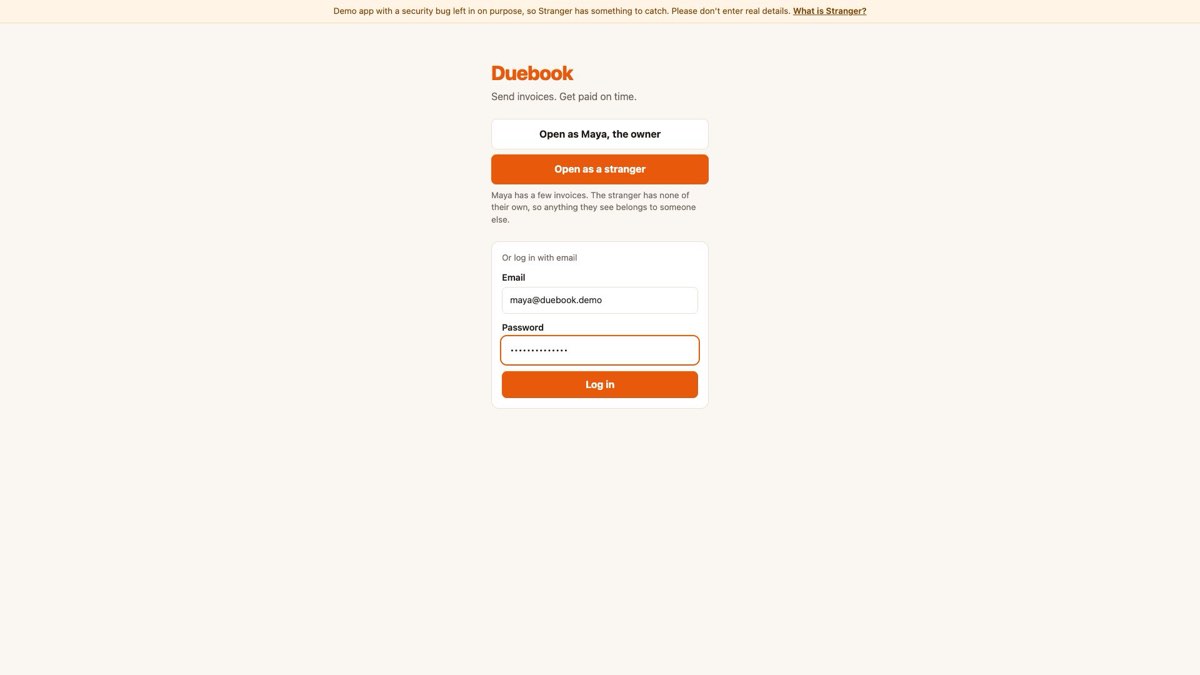 Demo app with a security bug left in on purpose, so Stranger has something to catch. Please don't enter real details. What is Stranger?
Duebook
Send invoices. Get paid on time.
Open as Maya, the owner
Open as a stranger
Maya has a few invoices. The stranger has none of
their own, so anything they see belongs to someone
else.
Or log in with email
Email
maya@duebook.demo
Password
••••••••••••••
Log in